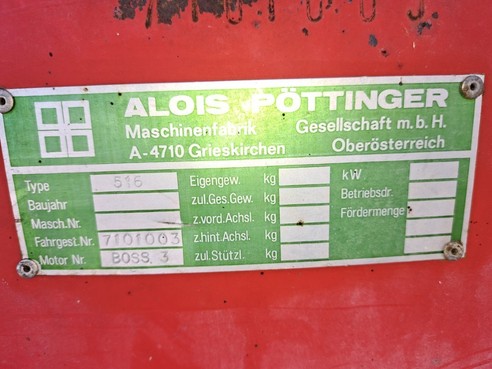 ALOIS PÖTTINGER
Maschinenfabrik Gesellschaft m.b.H.
A-4710 Grieskirchen Oberösterreich
Type 516 Eigengew. kg kW
Baujahr zul.Ges.Gew. kg Betriebsdr.
Masch.Nr. z.vord.Achsl. kg Fördermenge
Fahrgest.Nr. 7101003 z.hint.Achsl. kg
Motor Nr. BOSS 3 zul.Stützl. kg